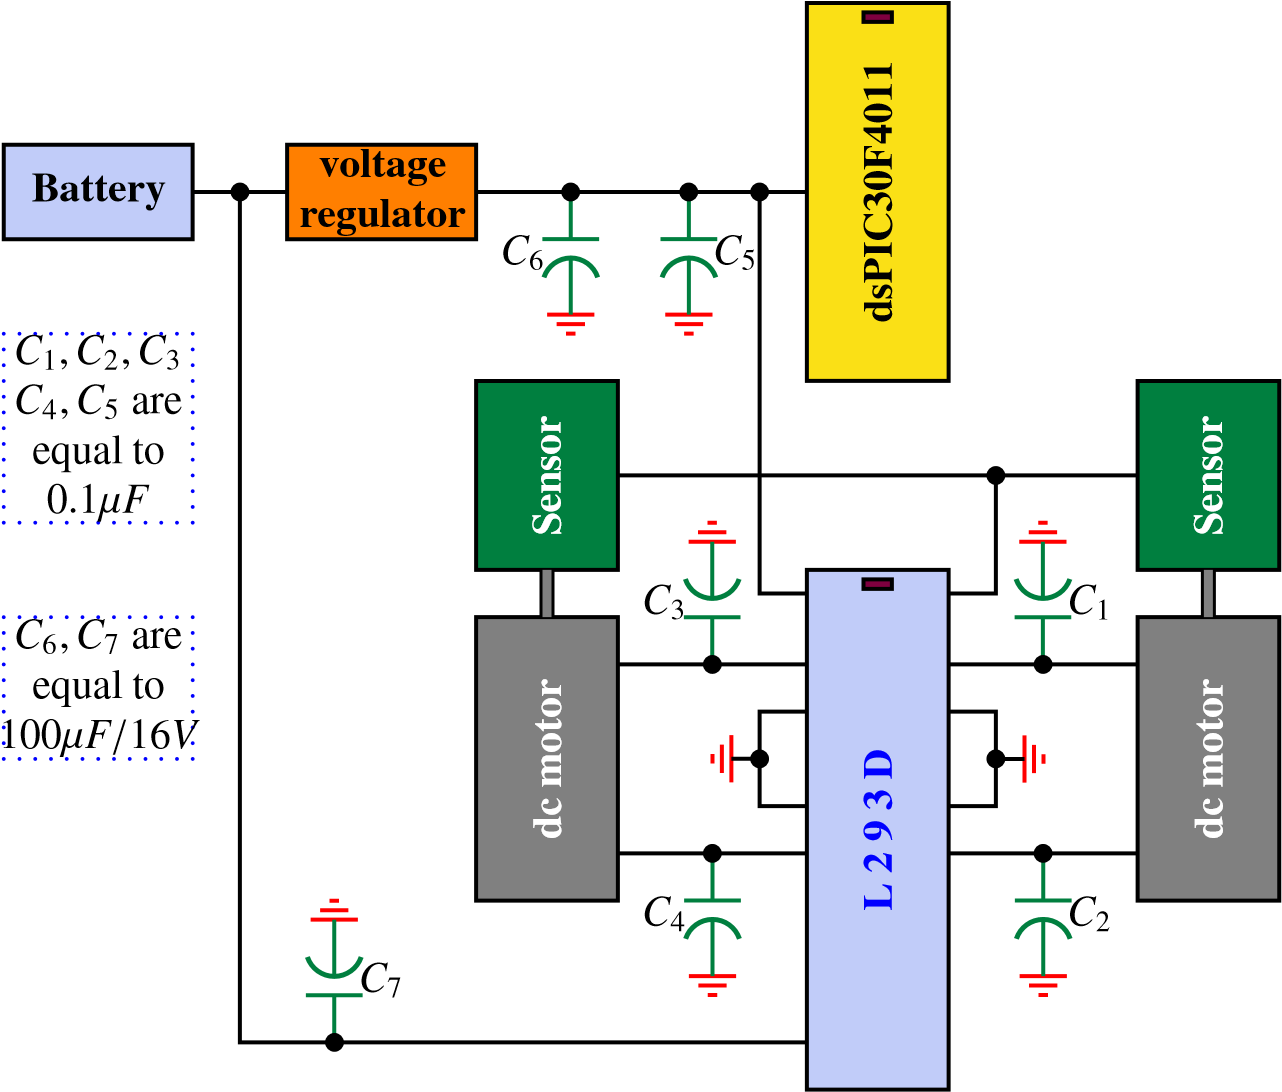 dsPIC30F4011
Battery
voltage
regulator
C₆
C₅
C₁, C₂, C₃
C₄, C₅ are
equal to
0.1μF
Sensor
Sensor
C₃
C₁
C₆, C₇ are
equal to
100μF/16V
dc motor
L 2 9 3 D
dc motor
C₄
C₂
C₇